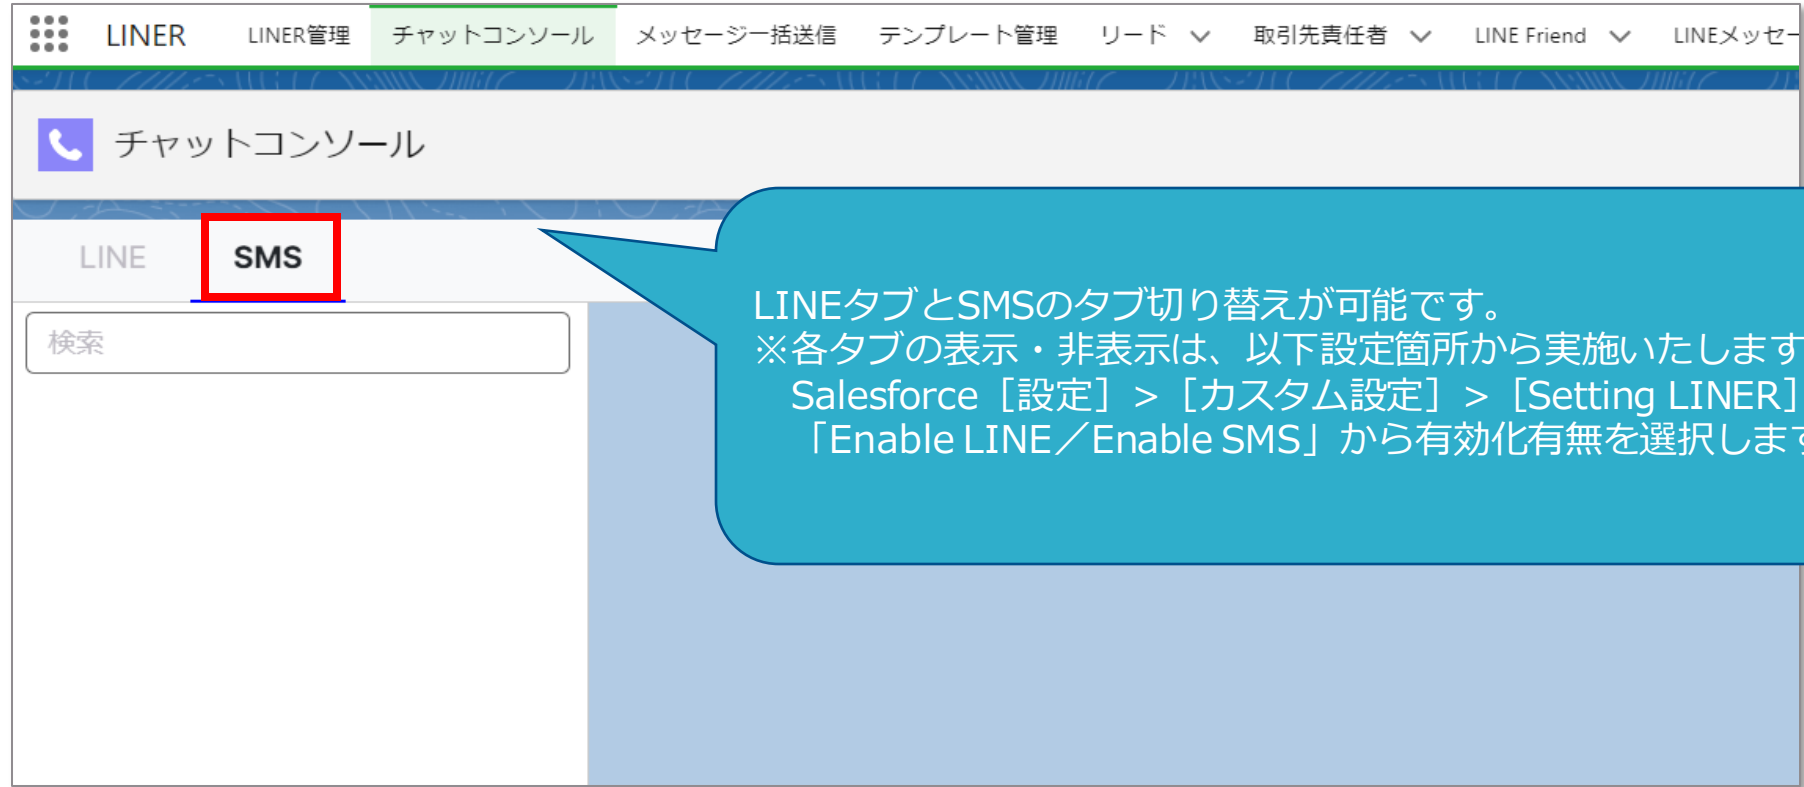 LINER LINER管理 チャットコンソール メッセージ一括送信 テンプレート管理 リード 取引先責任者 LINE Friend LINEメッセー
チャットコンソール
LINE SMS
検索
LINEタブとSMSのタブ切り替えが可能です。
※各タブの表示・非表示は、以下設定箇所から実施いたします
Salesforce［設定］>［カスタム設定］>［Setting LINER］
「Enable LINE／Enable SMS」から有効化有無を選択します